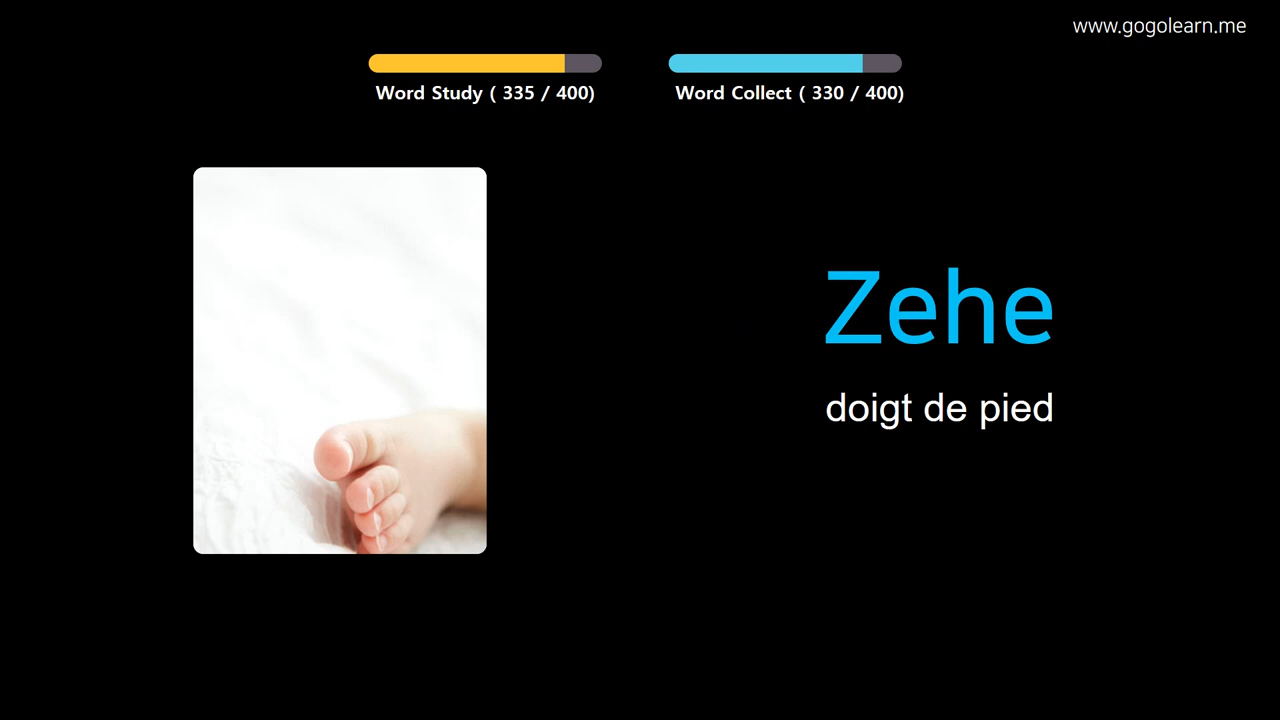 www.gogolearn.me
Word Study ( 335 / 400)
Word Collect ( 330 / 400)
Zehe
doigt de pied